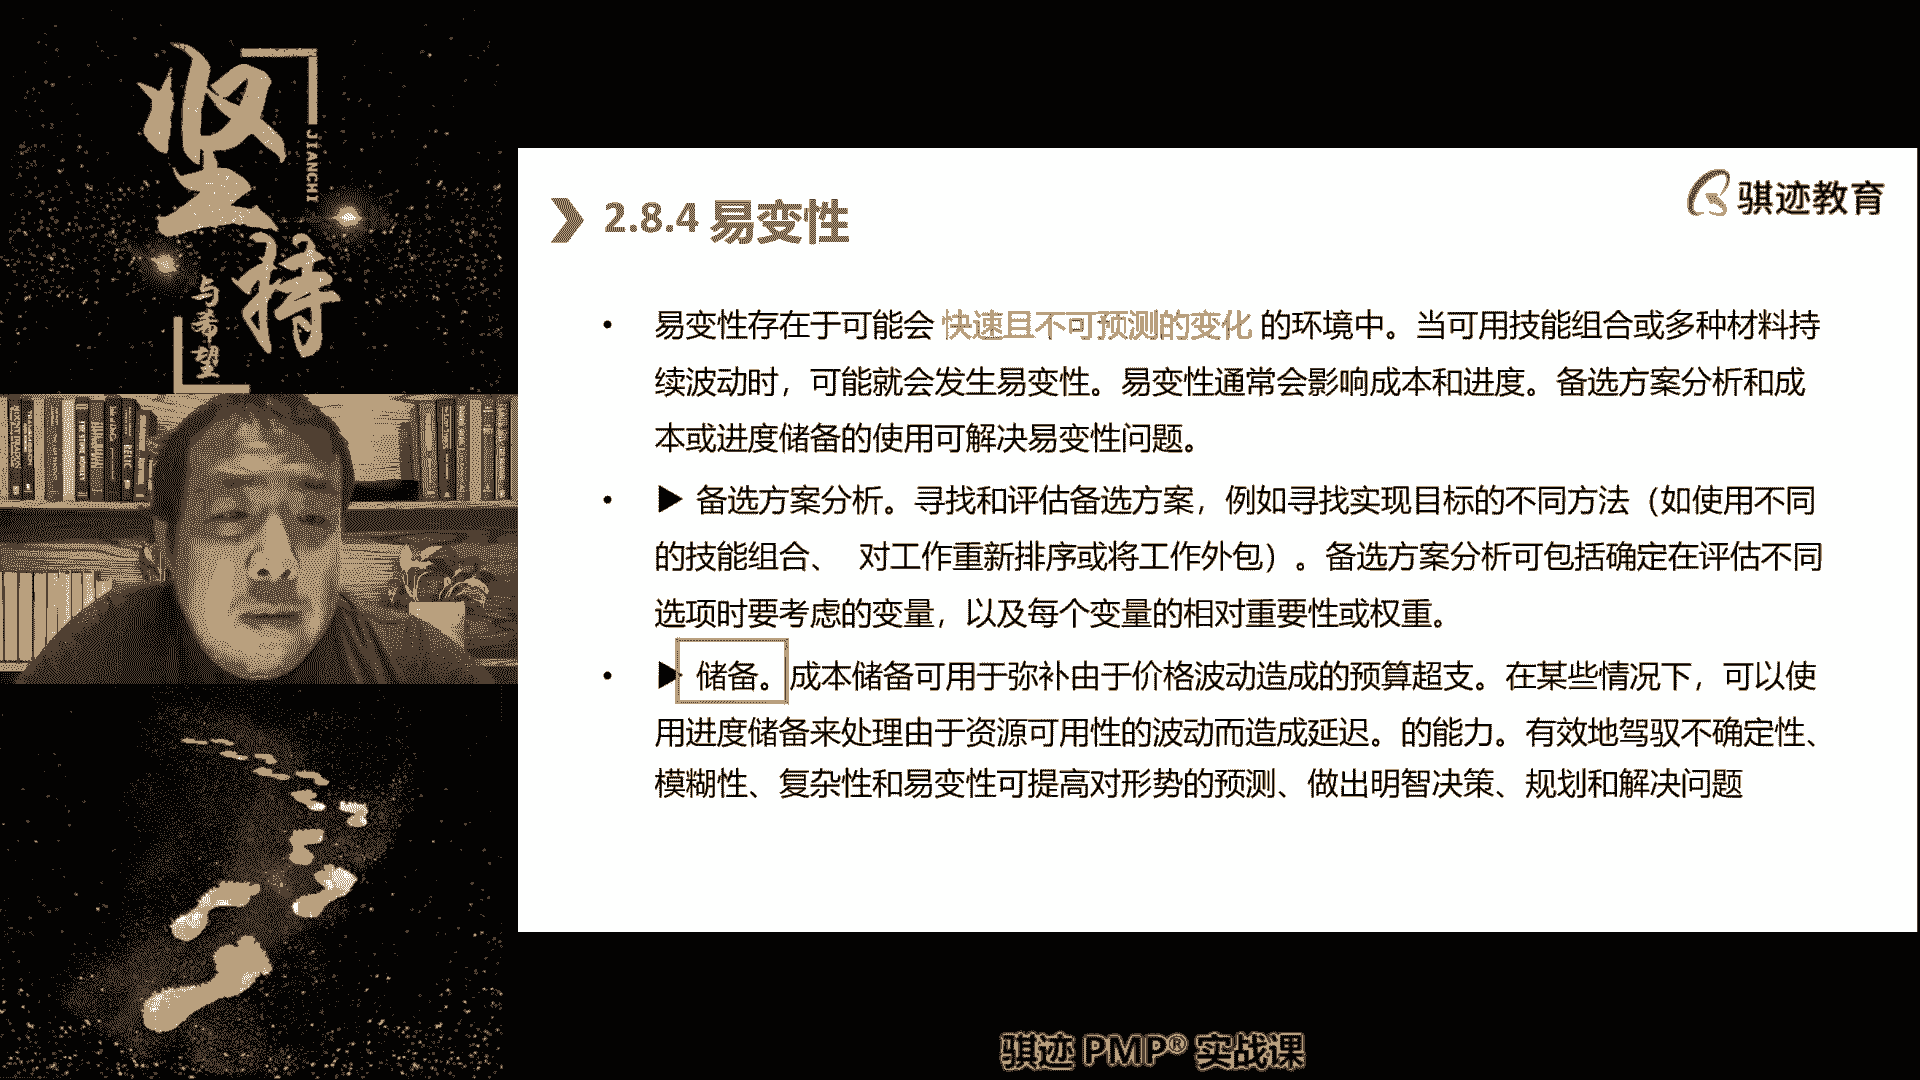 坚持
JIANCHI
与希望
骐迹教育
2.8.4 易变性
• 易变性存在于可能会 快速且不可预测的变化 的环境中。当可用技能组合或多种材料持
续波动时，可能就会发生易变性。易变性通常会影响成本和进度。备选方案分析和成
本或进度储备的使用可解决易变性问题。
• ▶ 备选方案分析。寻找和评估备选方案，例如寻找实现目标的不同方法（如使用不同
的技能组合、 对工作重新排序或将工作外包）。备选方案分析可包括确定在评估不同
选项时要考虑的变量，以及每个变量的相对重要性或权重。
• ▶ 储备。成本储备可用于弥补由于价格波动造成的预算超支。在某些情况下，可以使
用进度储备来处理由于资源可用性的波动而造成延迟。的能力。有效地驾驭不确定性、
模糊性、复杂性和易变性可提高对形势的预测、做出明智决策、规划和解决问题
骐迹 PMP® 实战课